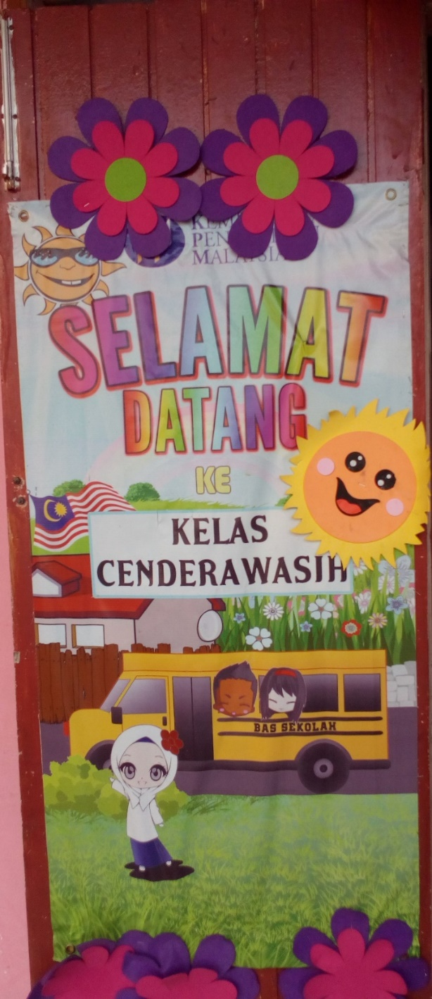 MALAYSIA
SELAMAT
DATANG
KE
KELAS
CENDERAWASIH
BAS SEKOLAH